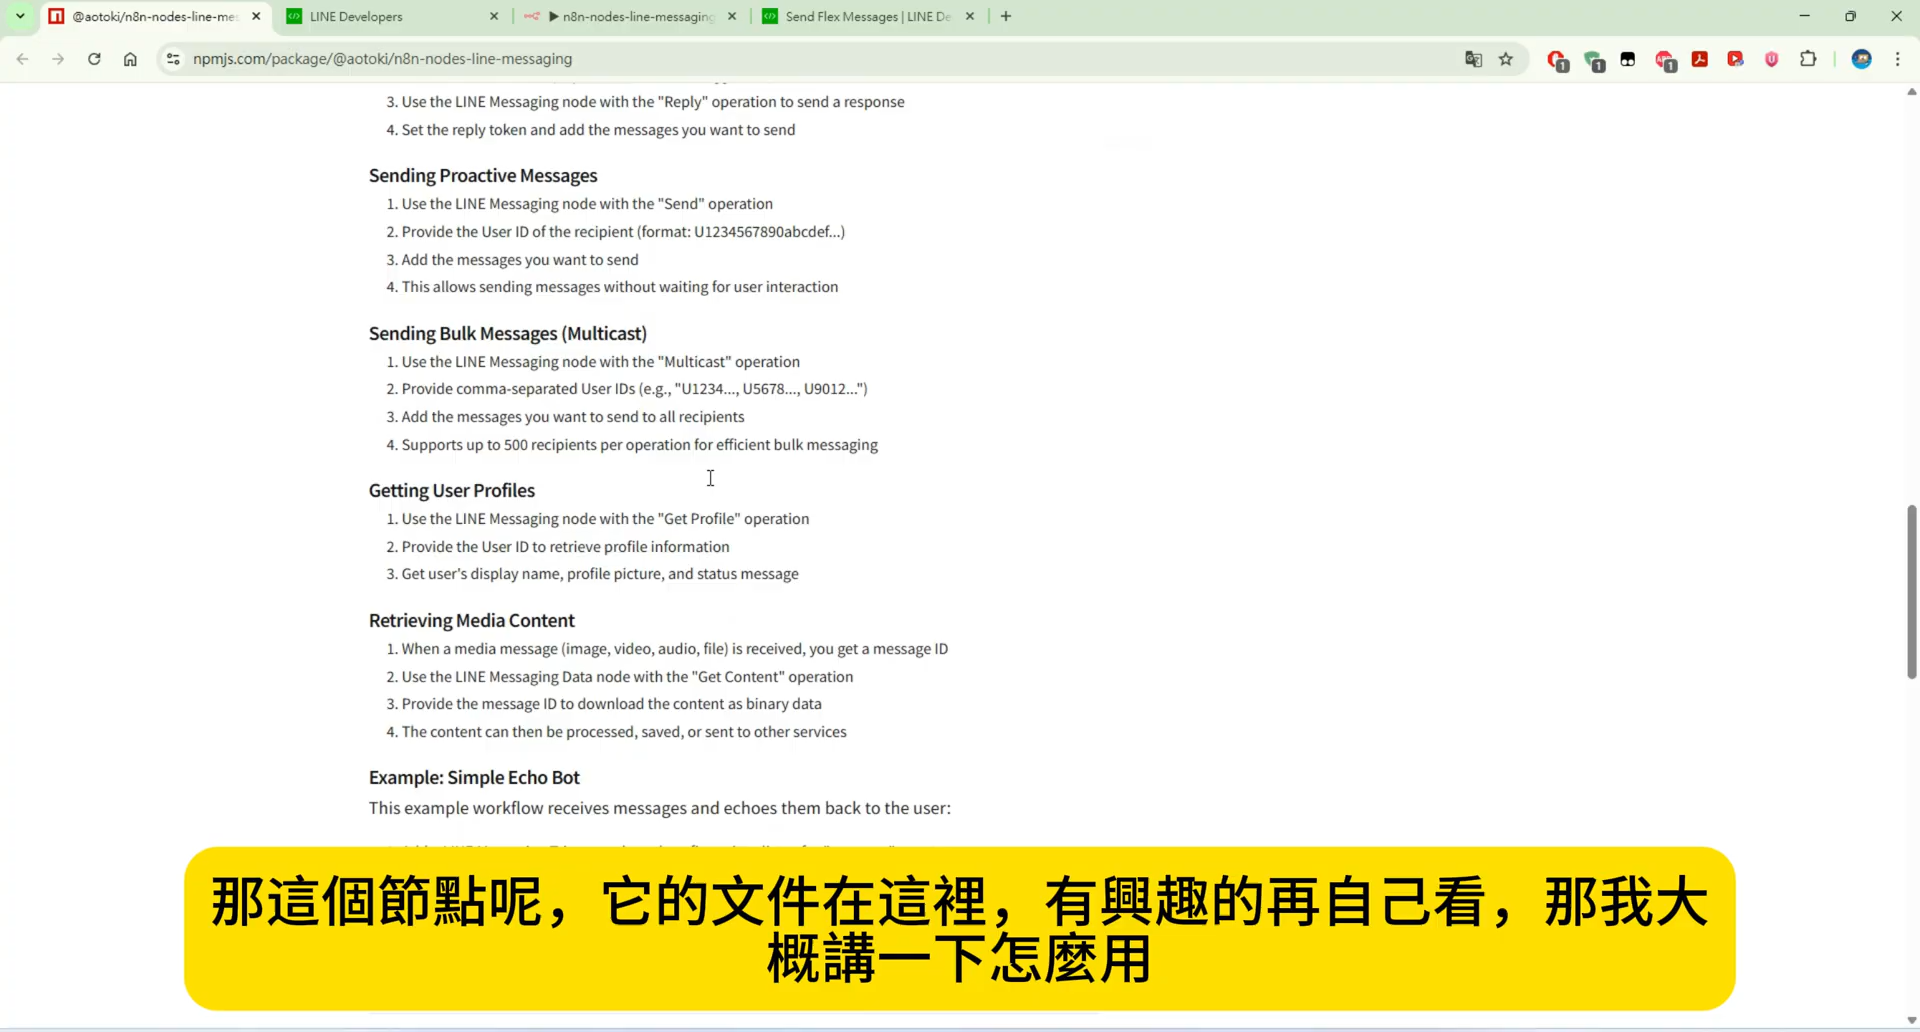 @aotoki/n8n-nodes-line-mes
LINE Developers
▶ n8n-nodes-line-messaging
Send Flex Messages | LINE De
npmjs.com/package/@aotoki/n8n-nodes-line-messaging
1
1
1
3. Use the LINE Messaging node with the "Reply" operation to send a response
4. Set the reply token and add the messages you want to send
Sending Proactive Messages
1. Use the LINE Messaging node with the "Send" operation
2. Provide the User ID of the recipient (format: U1234567890abcdef...)
3. Add the messages you want to send
4. This allows sending messages without waiting for user interaction
Sending Bulk Messages (Multicast)
1. Use the LINE Messaging node with the "Multicast" operation
2. Provide comma-separated User IDs (e.g., "U1234..., U5678..., U9012...")
3. Add the messages you want to send to all recipients
4. Supports up to 500 recipients per operation for efficient bulk messaging
Getting User Profiles
1. Use the LINE Messaging node with the "Get Profile" operation
2. Provide the User ID to retrieve profile information
3. Get user's display name, profile picture, and status message
Retrieving Media Content
1. When a media message (image, video, audio, file) is received, you get a message ID
2. Use the LINE Messaging Data node with the "Get Content" operation
3. Provide the message ID to download the content as binary data
4. The content can then be processed, saved, or sent to other services
Example: Simple Echo Bot
This example workflow receives messages and echoes them back to the user:
那這個節點呢，它的文件在這裡，有興趣的再自己看，那我大
概講一下怎麼用